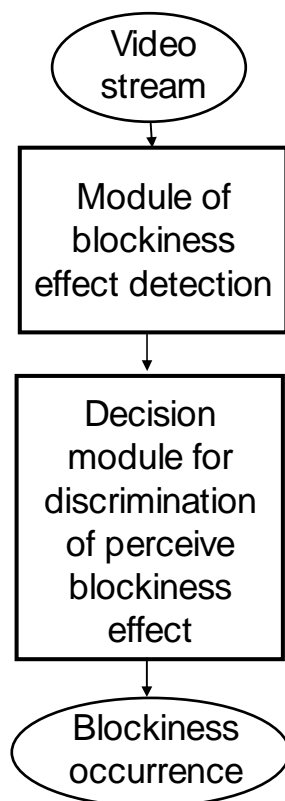 Video
stream
Module of
blockiness
effect detection
Decision
module for
discrimination
of perceive
blockiness
effect
Blockiness
occurrence